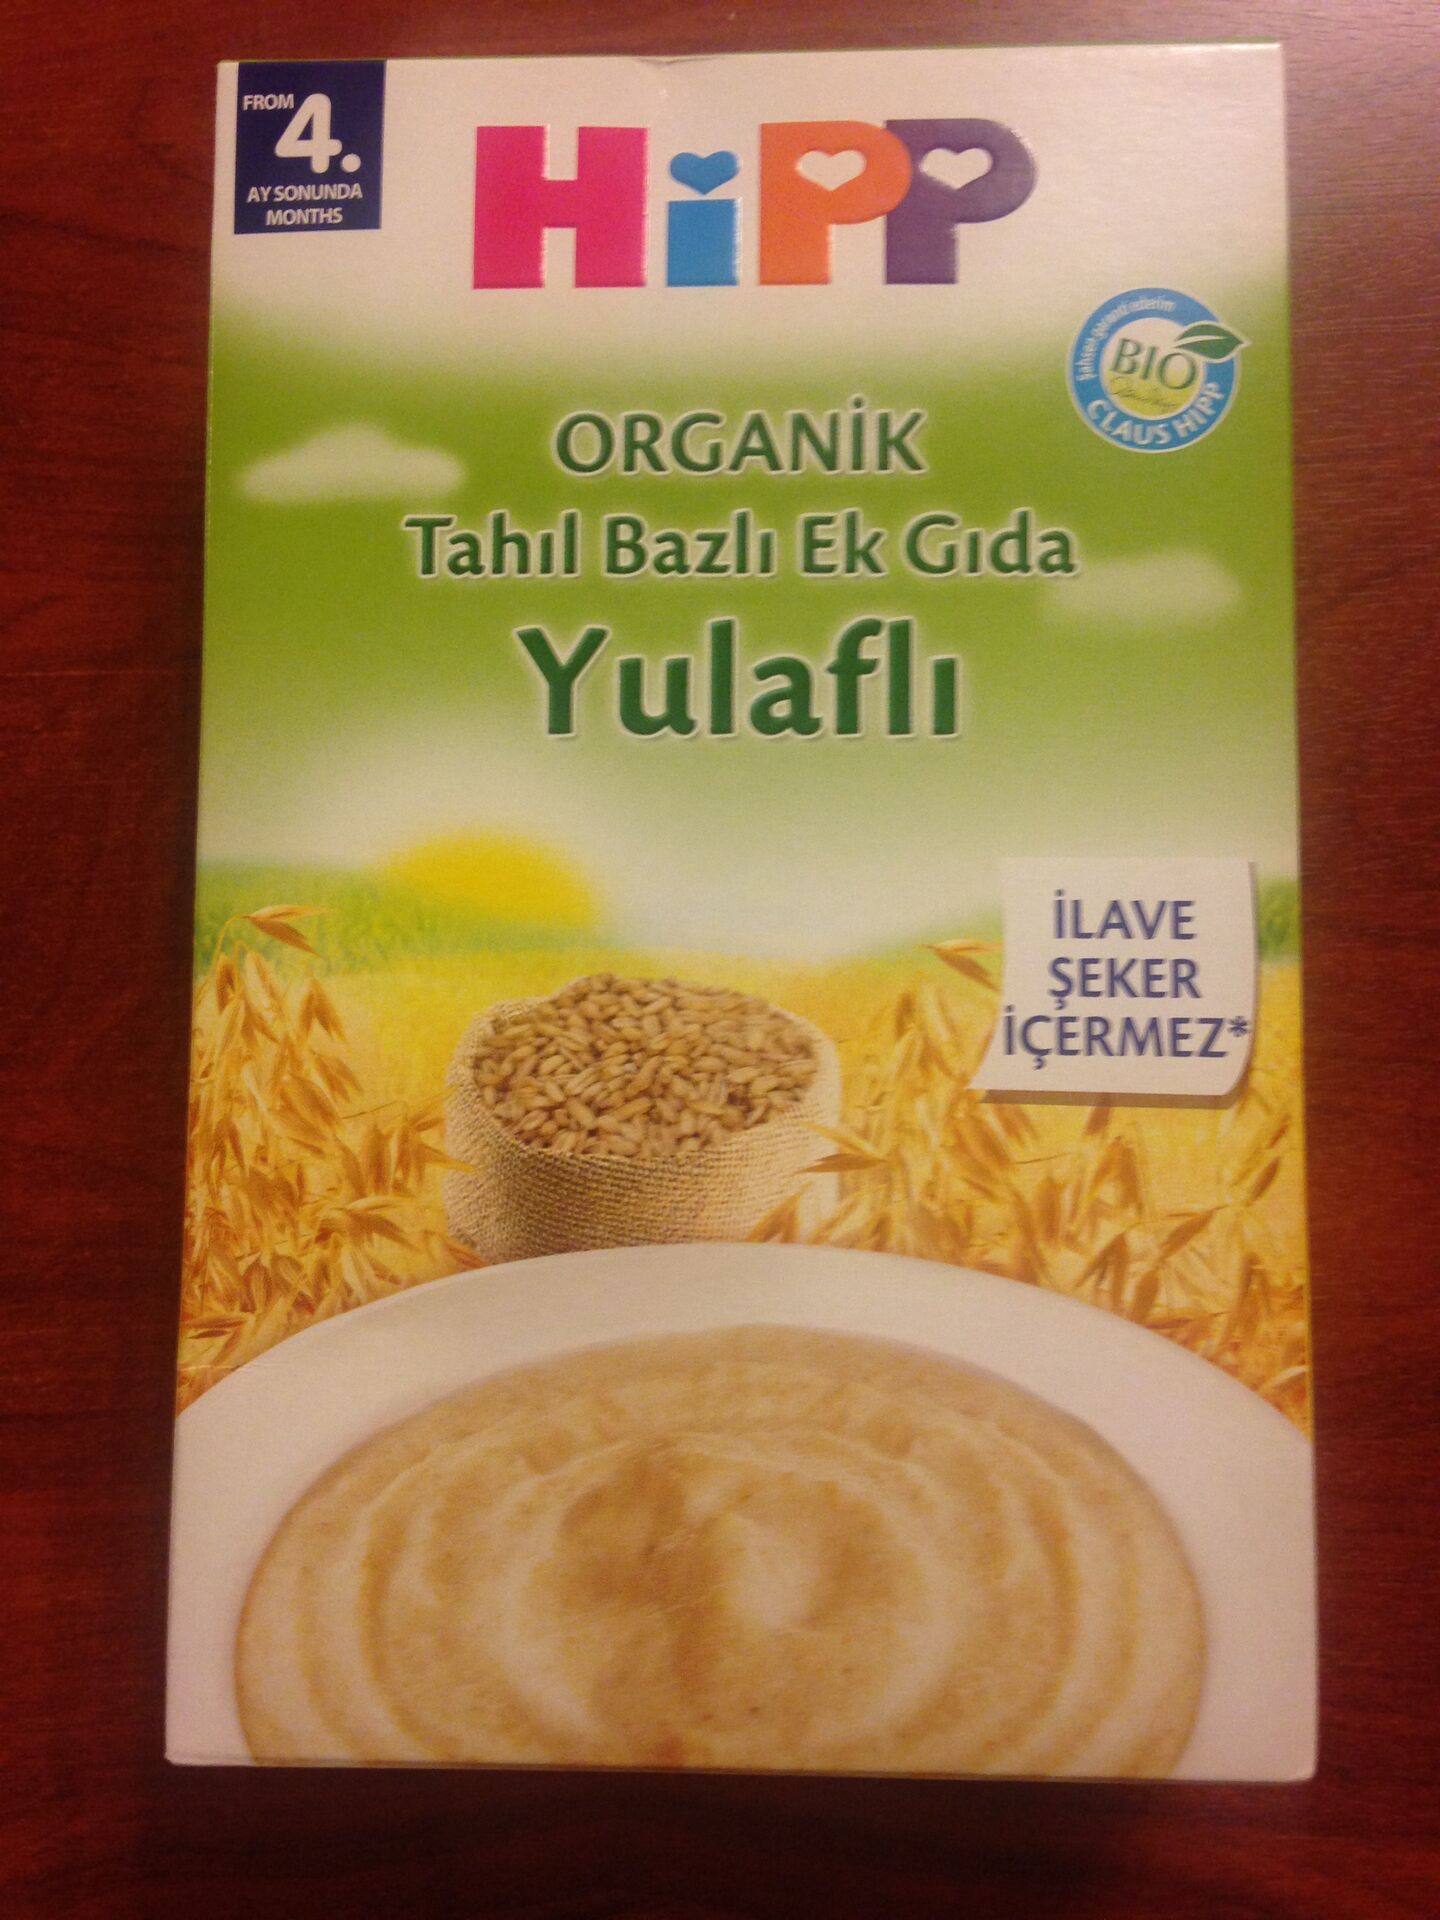 FROM
4.
AY SONUNDA
MONTHS
HiPP
BIO
CLAUS HIPP
ORGANİK
Tahıl Bazlı Ek Gıda
Yulaflı
İLAVE
ŞEKER
İÇERMEZ*